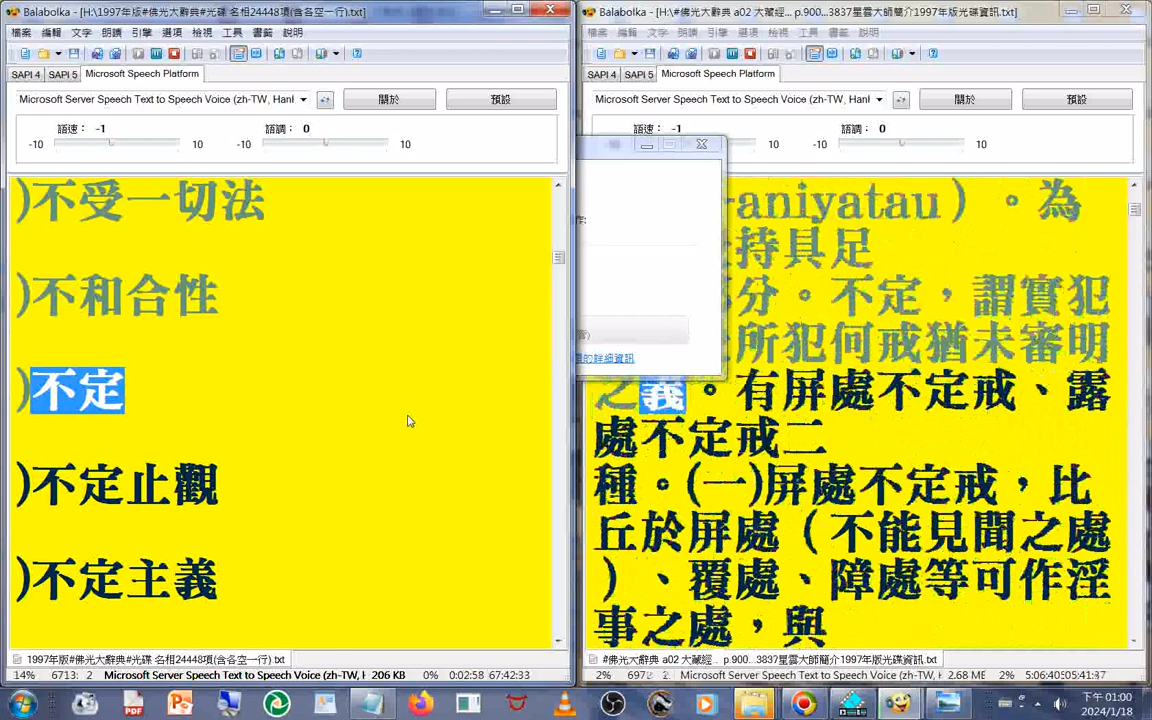 Balabolka - [H:\1997年版#佛光大辭典#光碟 名相24448項(含各空一行).txt]
檔案 編輯 文字 朗讀 引擎 選項 檢視 工具 書籤 說明
SAPI 4 SAPI 5 Microsoft Speech Platform
Microsoft Server Speech Text to Speech Voice (zh-TW, Hanl
關於
預設
語速： -1
語調： 0
-10 10 -10 10
)不受一切法
)不和合性
)不定
)不定止觀
)不定主義
1997年版#佛光大辭典#光碟 名相24448項(含各空一行).txt
14% 6713: 2 Microsoft Server Speech Text to Speech Voice (zh-TW, H 206 KB 0% 0:02:58 67:42:33
Balabolka - [H:\#佛光大辭典 a02 大藏經... p.900...3837星雲大師簡介1997年版光碟資訊.txt]
檔案 編輯 文字 朗讀 引擎 選項 檢視 工具 書籤 說明
SAPI 4 SAPI 5 Microsoft Speech Platform
Microsoft Server Speech Text to Speech Voice (zh-TW, Hanl
關於
預設
語速： -1
語調： 0
-10 10 -10 10
的詳細資訊
-aniyatau）。為
持具足
分。不定，謂實犯
所犯何戒猶未審明
之義。有屏處不定戒、露
處不定戒二
種。(一)屏處不定戒，比
丘於屏處（不能見聞之處
）、覆處、障處等可作淫
事之處，與
#佛光大辭典 a02 大藏經... p.900...3837星雲大師簡介1997年版光碟資訊.txt
2% Microsoft Server Speech Text to Speech Voice (zh-TW, H 2.68 ME 2% 5:06:40
下午 01:00
2024/1/18